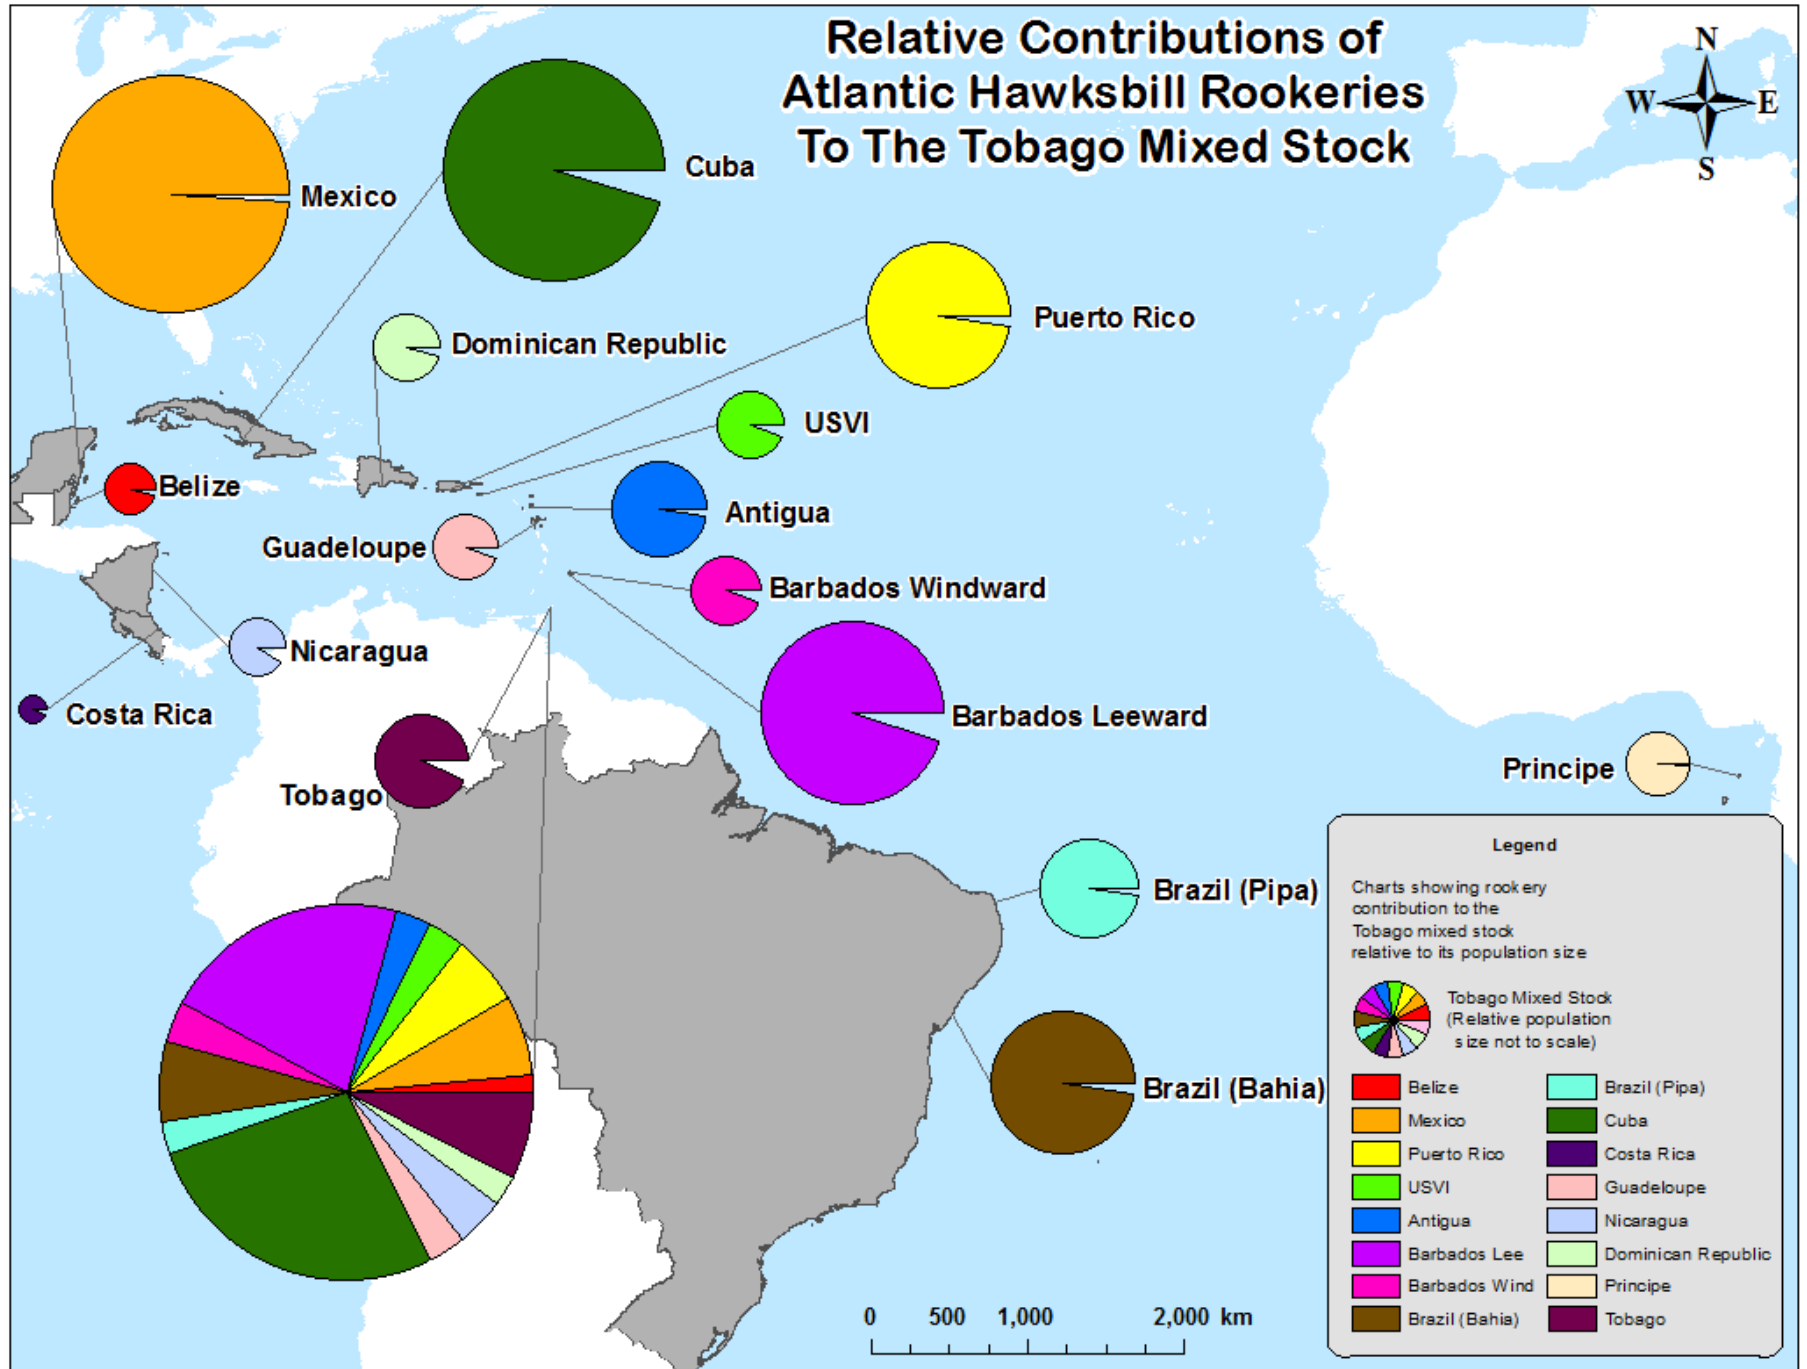 Relative Contributions of
Atlantic Hawksbill Rookeries
To The Tobago Mixed Stock
N
W
E
S
Mexico
Cuba
Puerto Rico
Dominican Republic
USVI
Belize
Antigua
Guadeloupe
Barbados Windward
Nicaragua
Costa Rica
Barbados Leeward
Tobago
Principe
Brazil (Pipa)
Brazil (Bahia)
Legend
Charts showing rookery
contribution to the
Tobago mixed stock
relative to its population size
Tobago Mixed Stock
(Relative population
size not to scale)
Belize
Mexico
Puerto Rico
USVI
Antigua
Barbados Lee
Barbados Wind
Brazil (Bahia)
Brazil (Pipa)
Cuba
Costa Rica
Guadeloupe
Nicaragua
Dominican Republic
Principe
Tobago
0 500 1,000 2,000 km